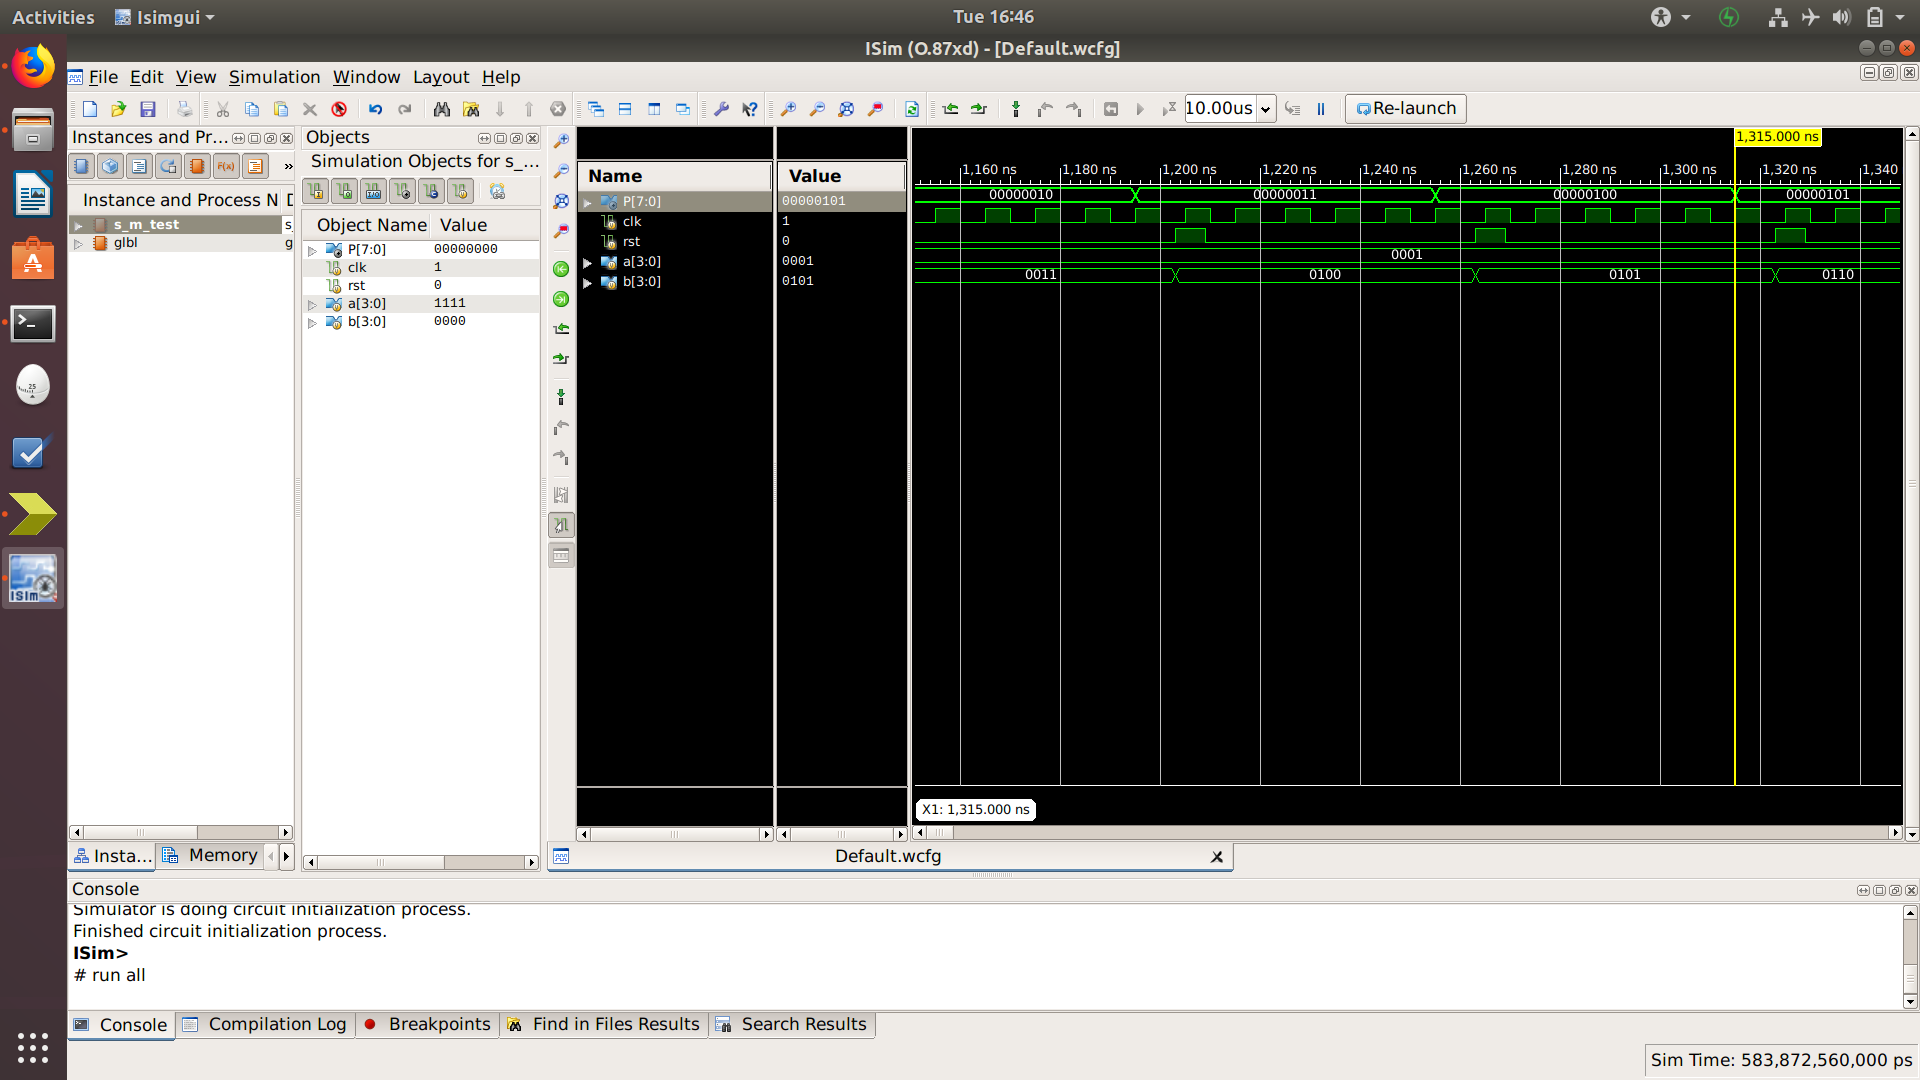 Activities
Isimgui
Tue 16:46
ISim (O.87xd) - [Default.wcfg]
File Edit View Simulation Window Layout Help
10.00us
Re-launch
Instances and Pr...
Instance and Process N D
s_m_test s_
glbl g
Insta...
Memory
Objects
Simulation Objects for s_...
Object Name Value
P[7:0] 00000000
clk 1
rst 0
a[3:0] 1111
b[3:0] 0000
Name Value
P[7:0] 00000101
clk 1
rst 0
a[3:0] 0001
b[3:0] 0101
1,315.000 ns
1,160 ns 1,180 ns 1,200 ns 1,220 ns 1,240 ns 1,260 ns 1,280 ns 1,300 ns 1,320 ns 1,340
00000010 00000011 00000100 00000101
0001
0011 0100 0101 0110
X1: 1,315.000 ns
Default.wcfg
Console
Simulator is doing circuit initialization process.
Finished circuit initialization process.
ISim>
# run all
Console Compilation Log Breakpoints Find in Files Results Search Results
Sim Time: 583,872,560,000 ps
F(x)
25
ISim